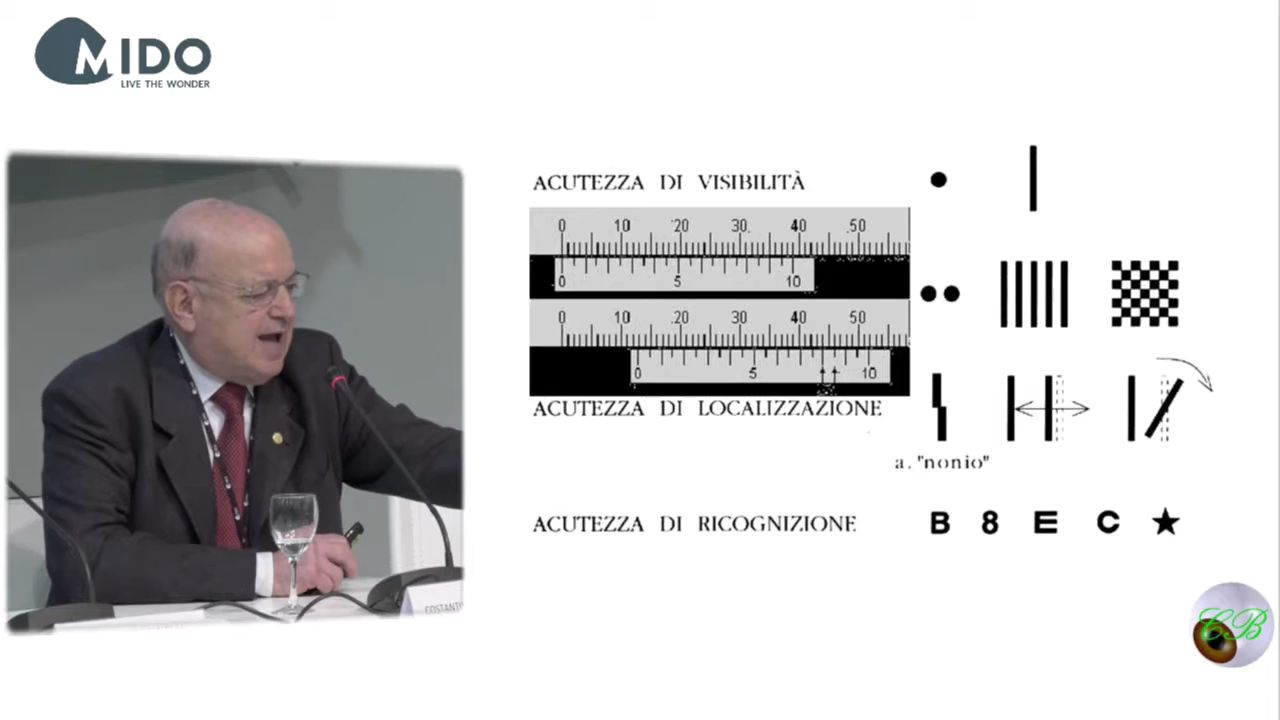 MIDO
LIVE THE WONDER
ACUTEZZA DI VISIBILITÀ
0 10 20 30 40 50
0 5 10
0 10 20 30 40 50
0 5 10
ACUTEZZA DI LOCALIZZAZIONE
a. "nonio"
ACUTEZZA DI RICOGNIZIONE
B 8 E C ★
CB